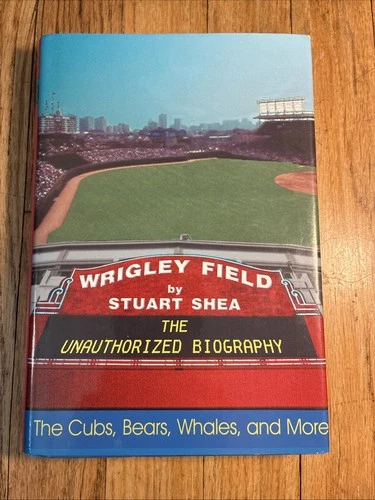 WRIGLEY FIELD
by
STUART SHEA
THE
UNAUTHORIZED BIOGRAPHY
The Cubs, Bears, Whales, and More